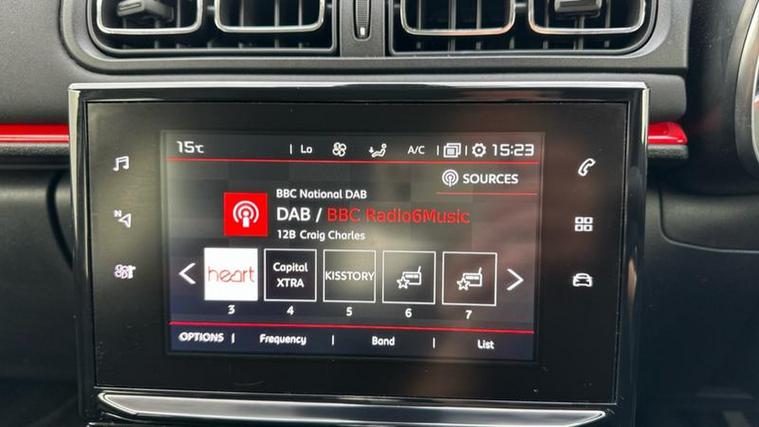 15°C Lo A/C 15:23
SOURCES
BBC National DAB
DAB / BBC Radio6Music
12B Craig Charles
heart Capital XTRA KISSTORY
3 4 5 6 7
OPTIONS Frequency Band List
N